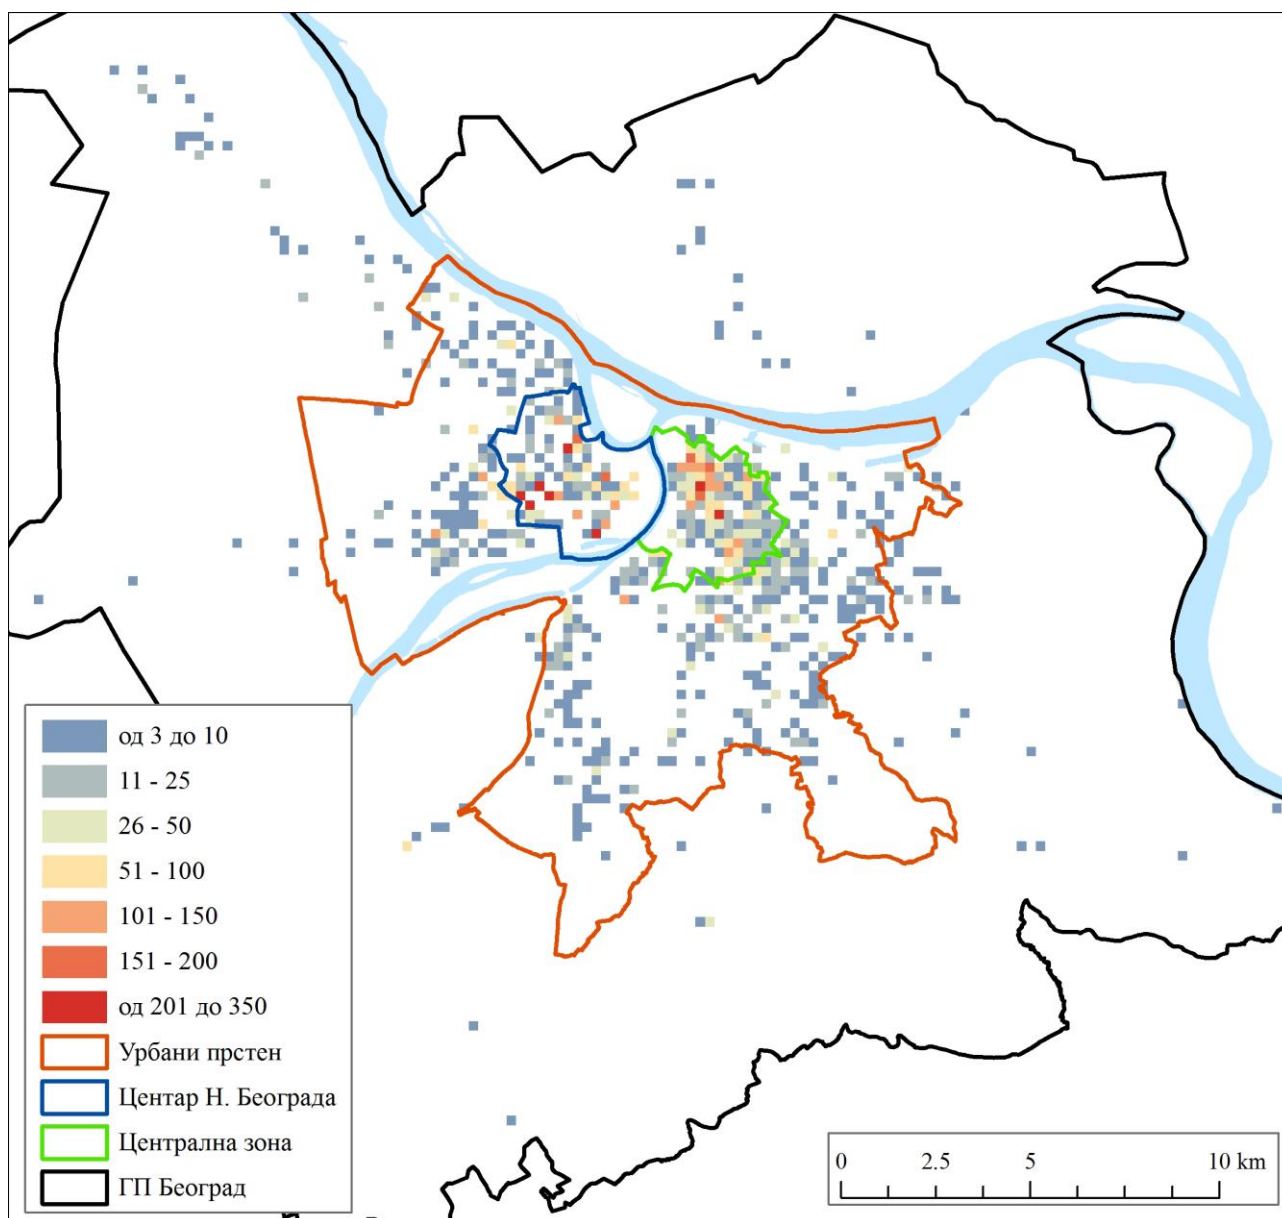 од 3 до 10
11 - 25
26 - 50
51 - 100
101 - 150
151 - 200
од 201 до 350
Урбани прстен
Центар Н. Београда
Централна зона
ГП Београд
0 2.5 5 10 km